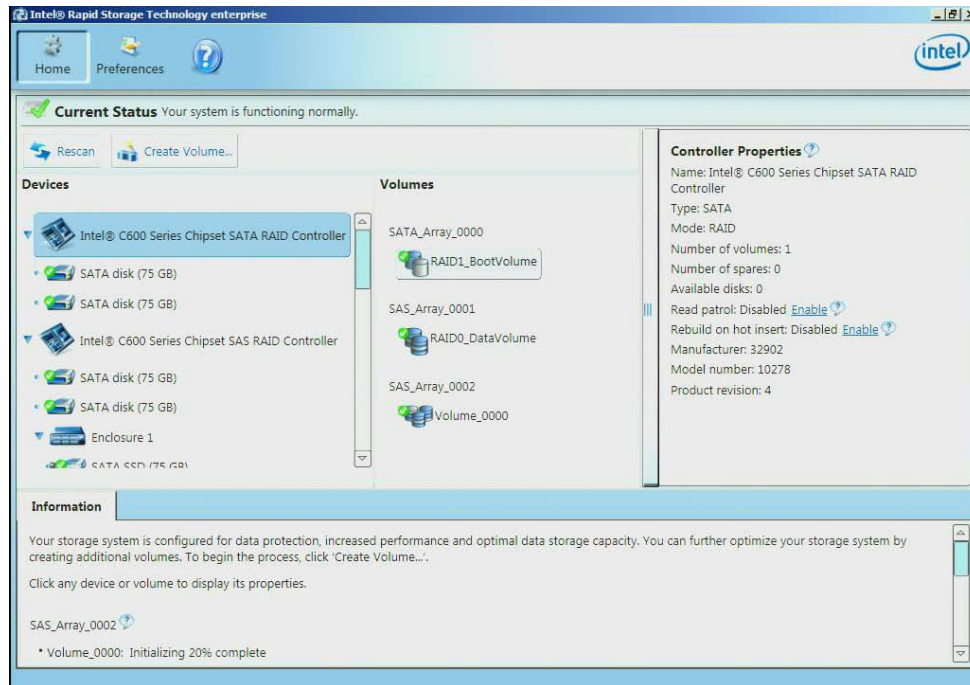 Intel® Rapid Storage Technology enterprise
Home
Preferences
intel
Current Status Your system is functioning normally.
Rescan
Create Volume...
Devices
Intel® C600 Series Chipset SATA RAID Controller
SATA disk (75 GB)
SATA disk (75 GB)
Intel® C600 Series Chipset SAS RAID Controller
SATA disk (75 GB)
SATA disk (75 GB)
Enclosure 1
SATA SSD (75 GB)
Volumes
SATA_Array_0000
RAID1_BootVolume
SAS_Array_0001
RAID0_DataVolume
SAS_Array_0002
Volume_0000
Controller Properties
Name: Intel® C600 Series Chipset SATA RAID
Controller
Type: SATA
Mode: RAID
Number of volumes: 1
Number of spares: 0
Available disks: 0
Read patrol: Disabled Enable
Rebuild on hot insert: Disabled Enable
Manufacturer: 32902
Model number: 10278
Product revision: 4
Information
Your storage system is configured for data protection, increased performance and optimal data storage capacity. You can further optimize your storage system by
creating additional volumes. To begin the process, click 'Create Volume...'.
Click any device or volume to display its properties.
SAS_Array_0002
• Volume_0000: Initializing 20% complete